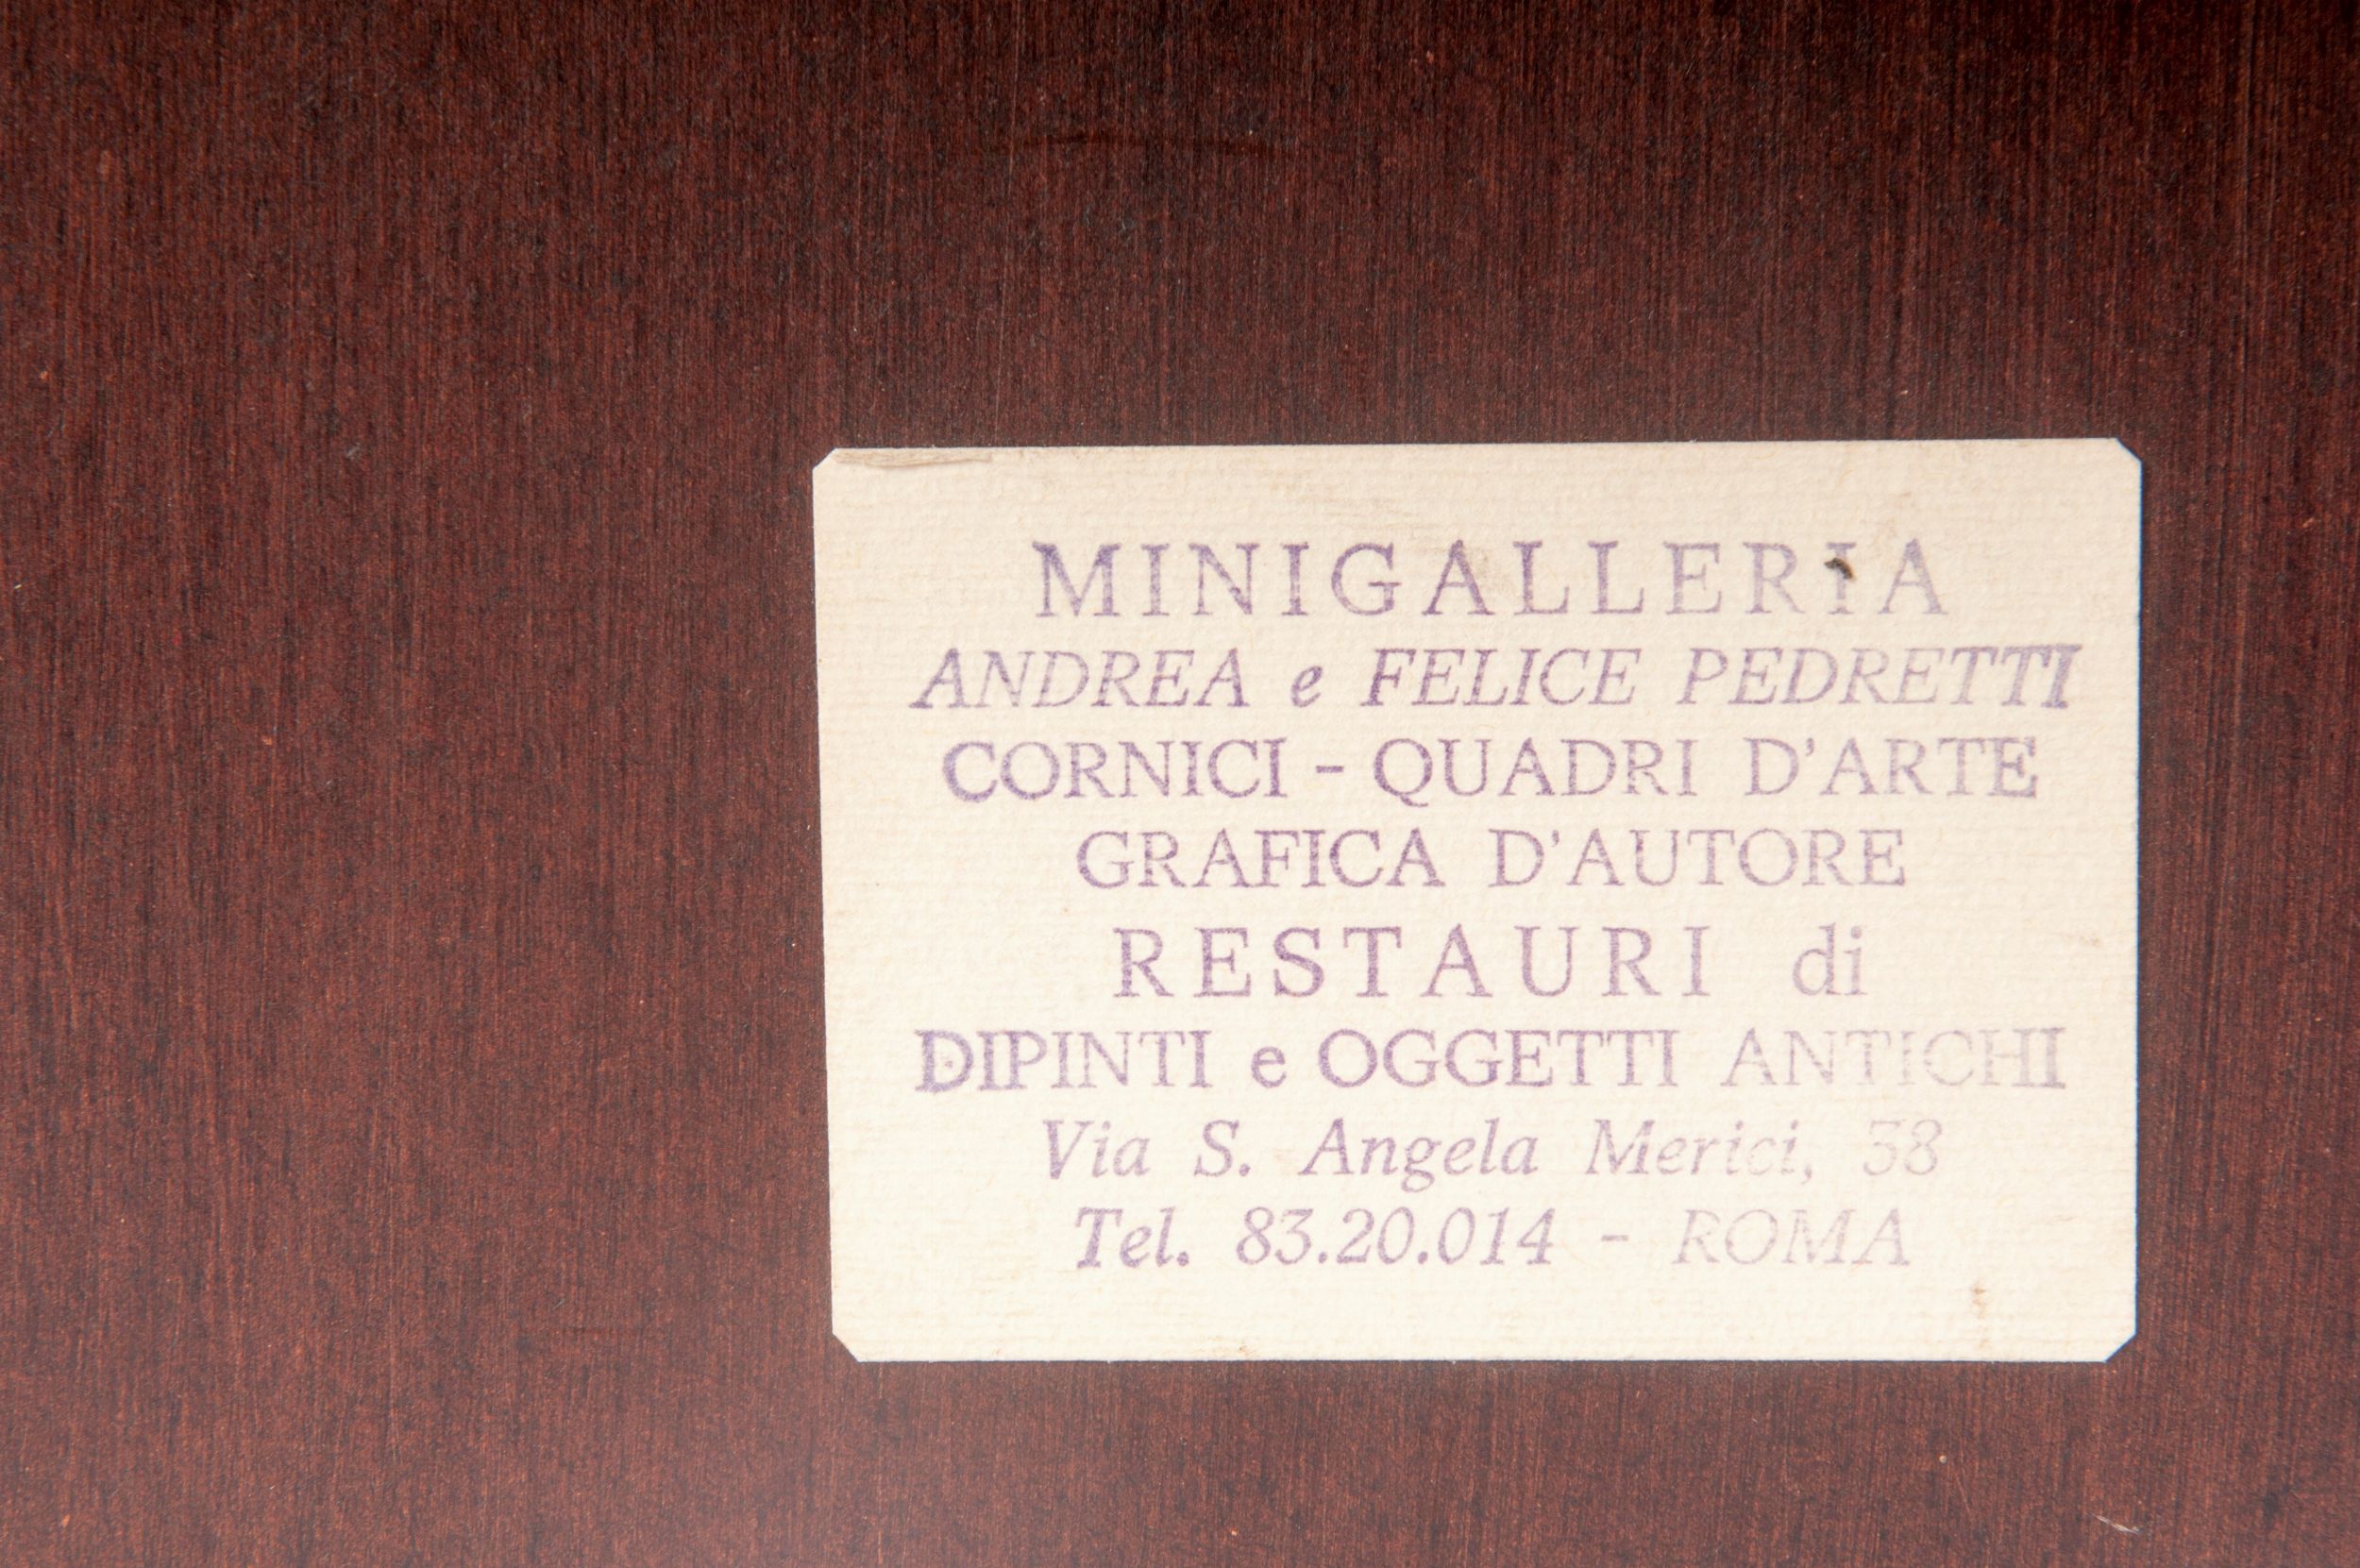 MINIGALLERIA
ANDREA e FELICE PEDRETTI
CORNICI - QUADRI D'ARTE
GRAFICA D'AUTORE
RESTAURI di
DIPINTI e OGGETTI ANTICHI
Via S. Angela Merici, 38
Tel. 83.20.014 - ROMA